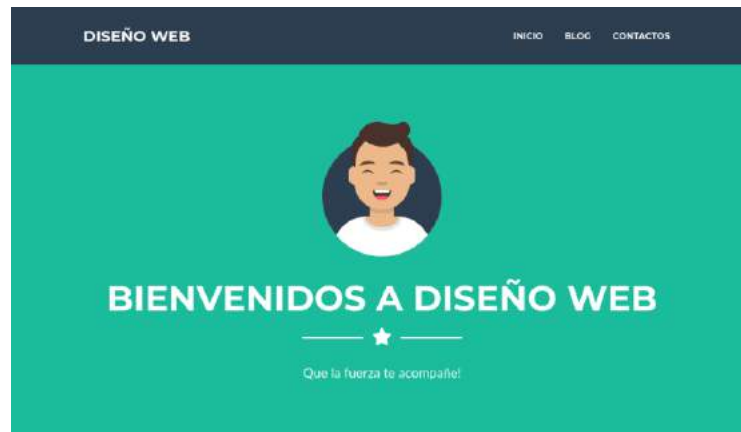 DISEÑO WEB
INICIO BLOG CONTACTOS
BIENVENIDOS A DISEÑO WEB
Que la fuerza te acompañe!